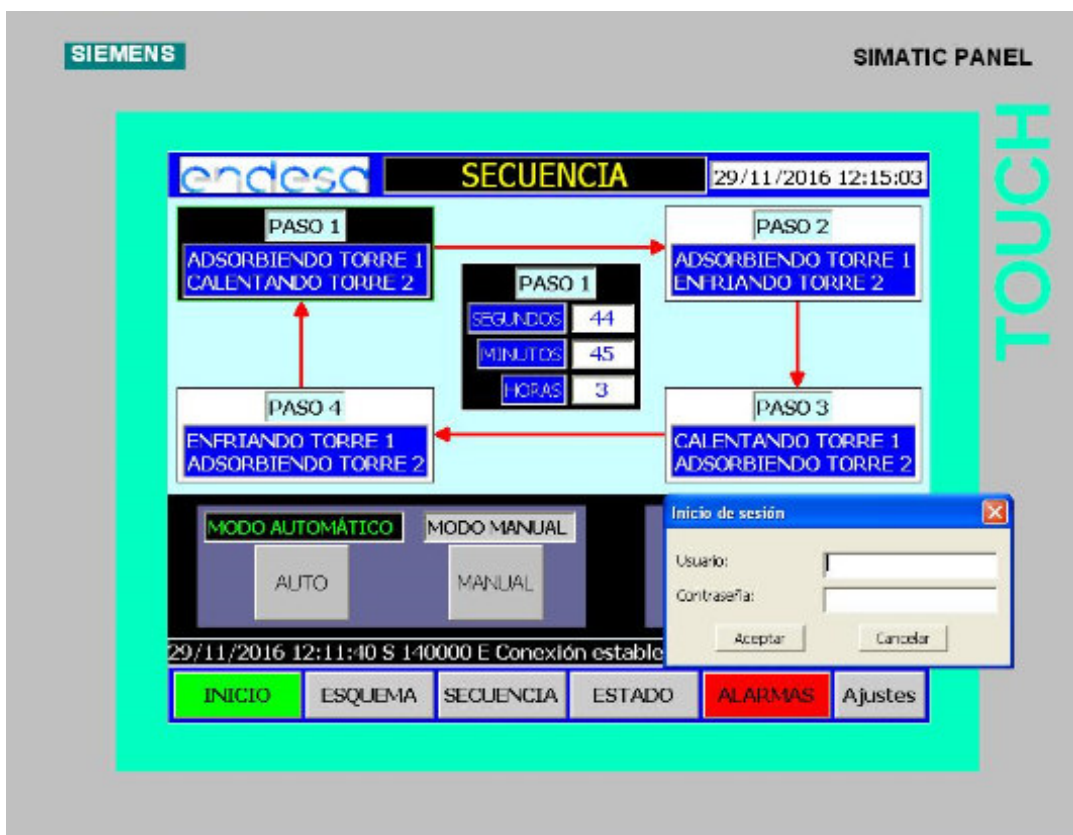 SIEMENS
SIMATIC PANEL
TOUCH
endesa
SECUENCIA
29/11/2016 12:15:03
PASO 1
ADSORBIENDO TORRE 1
CALENTANDO TORRE 2
PASO 2
ADSORBIENDO TORRE 1
ENFRIANDO TORRE 2
PASO 1
SEGUNDOS 44
MINUTOS 45
HORAS 3
PASO 4
ENFRIANDO TORRE 1
ADSORBIENDO TORRE 2
PASO 3
CALENTANDO TORRE 1
ADSORBIENDO TORRE 2
MODO AUTOMÁTICO
MODO MANUAL
AUTO
MANUAL
Inicio de sesión
Usuario:
Contraseña:
Aceptar
Cancelar
29/11/2016 12:11:40 S 140000 E Conexión estable
INICIO
ESQUEMA
SECUENCIA
ESTADO
ALARMAS
Ajustes